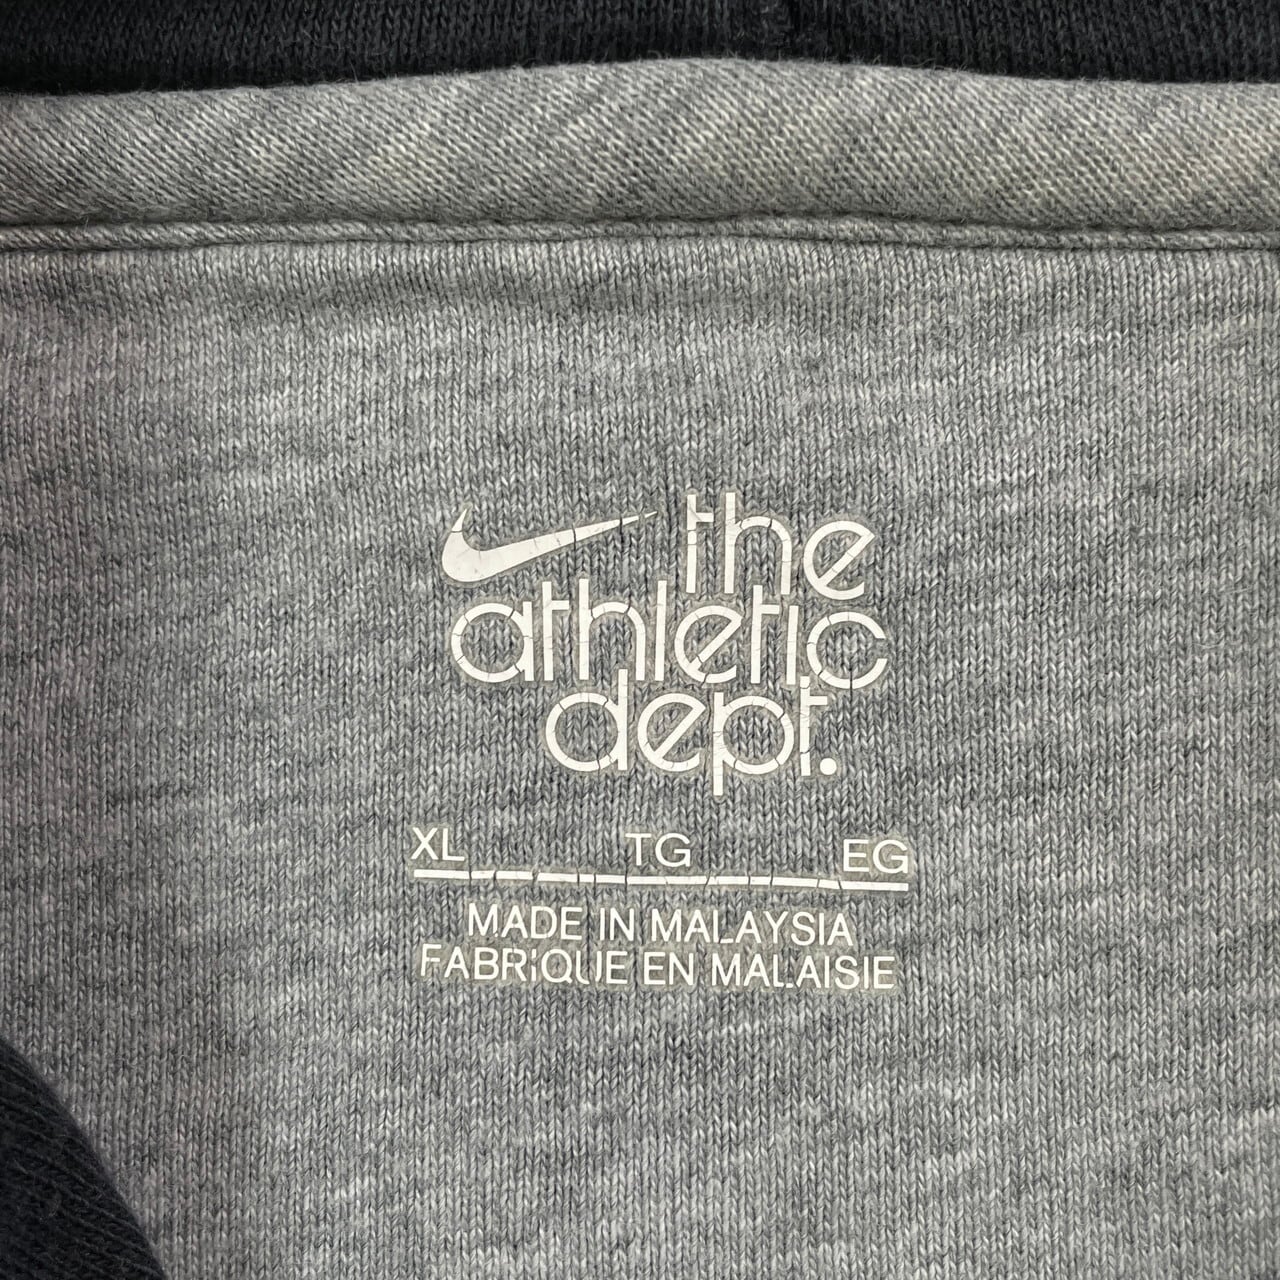 the
athletic
dept.
XL TG EG
MADE IN MALAYSIA
FABRIQUE EN MALAISIE